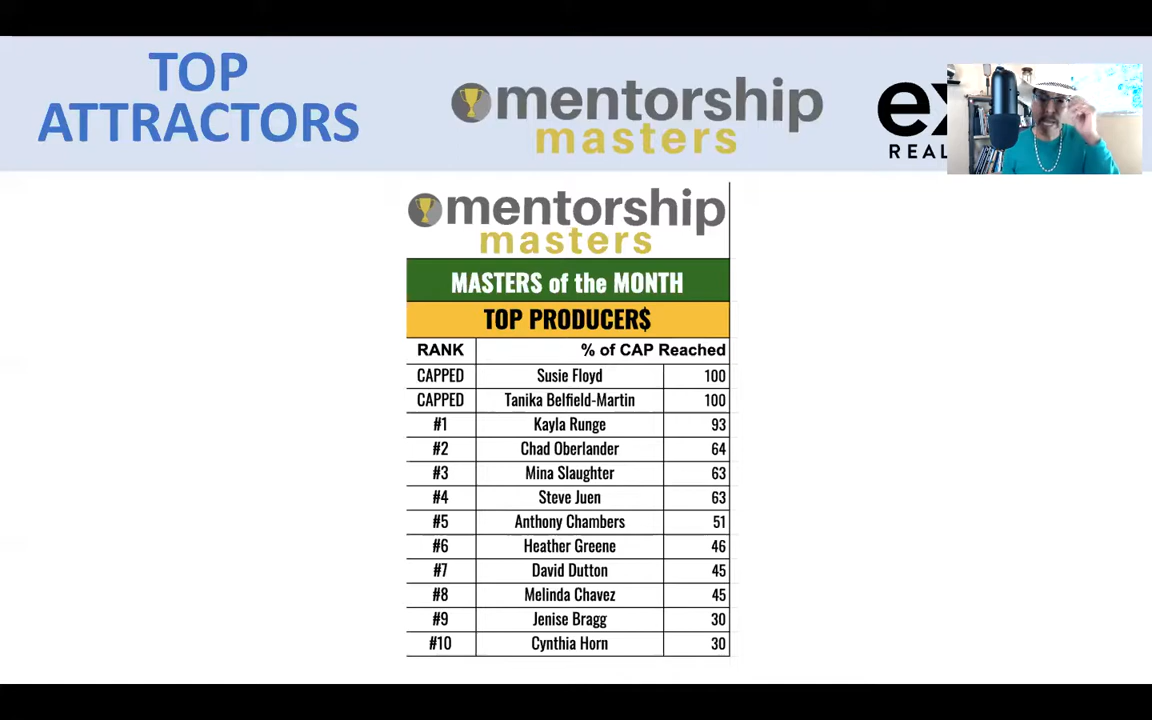 TOP
ATTRACTORS
mentorship
masters
mentorship
masters
MASTERS of the MONTH
TOP PRODUCER$
RANK % of CAP Reached
CAPPED Susie Floyd 100
CAPPED Tanika Belfield-Martin 100
#1 Kayla Runge 93
#2 Chad Oberlander 64
#3 Mina Slaughter 63
#4 Steve Juen 63
#5 Anthony Chambers 51
#6 Heather Greene 46
#7 David Dutton 45
#8 Melinda Chavez 45
#9 Jenise Bragg 30
#10 Cynthia Horn 30